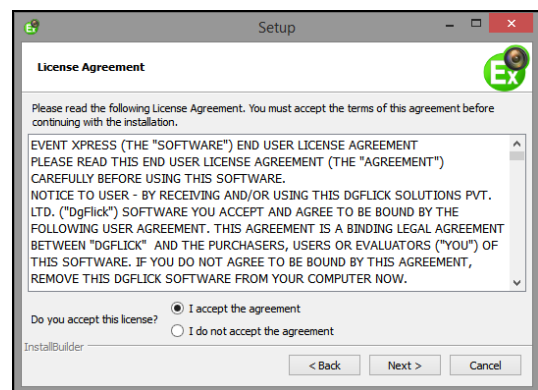 Setup
License Agreement
Ex
Please read the following License Agreement. You must accept the terms of this agreement before
continuing with the installation.
EVENT XPRESS (THE "SOFTWARE") END USER LICENSE AGREEMENT
PLEASE READ THIS END USER LICENSE AGREEMENT (THE "AGREEMENT")
CAREFULLY BEFORE USING THIS SOFTWARE.
NOTICE TO USER - BY RECEIVING AND/OR USING THIS DGFLICK SOLUTIONS PVT.
LTD. ("DgFlick") SOFTWARE YOU ACCEPT AND AGREE TO BE BOUND BY THE
FOLLOWING USER AGREEMENT. THIS AGREEMENT IS A BINDING LEGAL AGREEMENT
BETWEEN "DGFLICK" AND THE PURCHASERS, USERS OR EVALUATORS ("YOU") OF
THIS SOFTWARE. IF YOU DO NOT AGREE TO BE BOUND BY THIS AGREEMENT,
REMOVE THIS DGFLICK SOFTWARE FROM YOUR COMPUTER NOW.
Do you accept this license?
I accept the agreement
I do not accept the agreement
InstallBuilder
< Back Next > Cancel